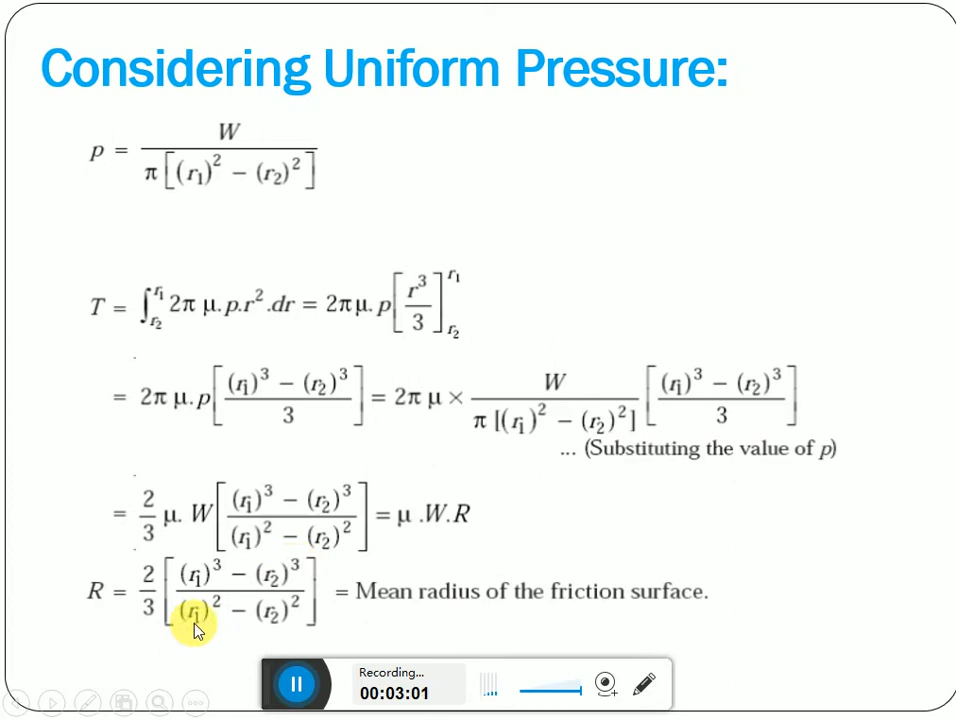 Considering Uniform Pressure:
p = W / π [(r₁)² − (r₂)²]
T = ∫_{r₂}^{r₁} 2π μ.p.r².dr = 2πμ.p [r³/3]_{r₂}^{r₁}
= 2π μ.p [((r₁)³ − (r₂)³) / 3] = 2π μ × W / π [(r₁)² − (r₂)²] [((r₁)³ − (r₂)³) / 3]
... (Substituting the value of p)
= 2/3 μ. W [((r₁)³ − (r₂)³) / ((r₁)² − (r₂)²)] = μ .W.R
R = 2/3 [((r₁)³ − (r₂)³) / ((r₁)² − (r₂)²)] = Mean radius of the friction surface.
Recording...
00:03:01